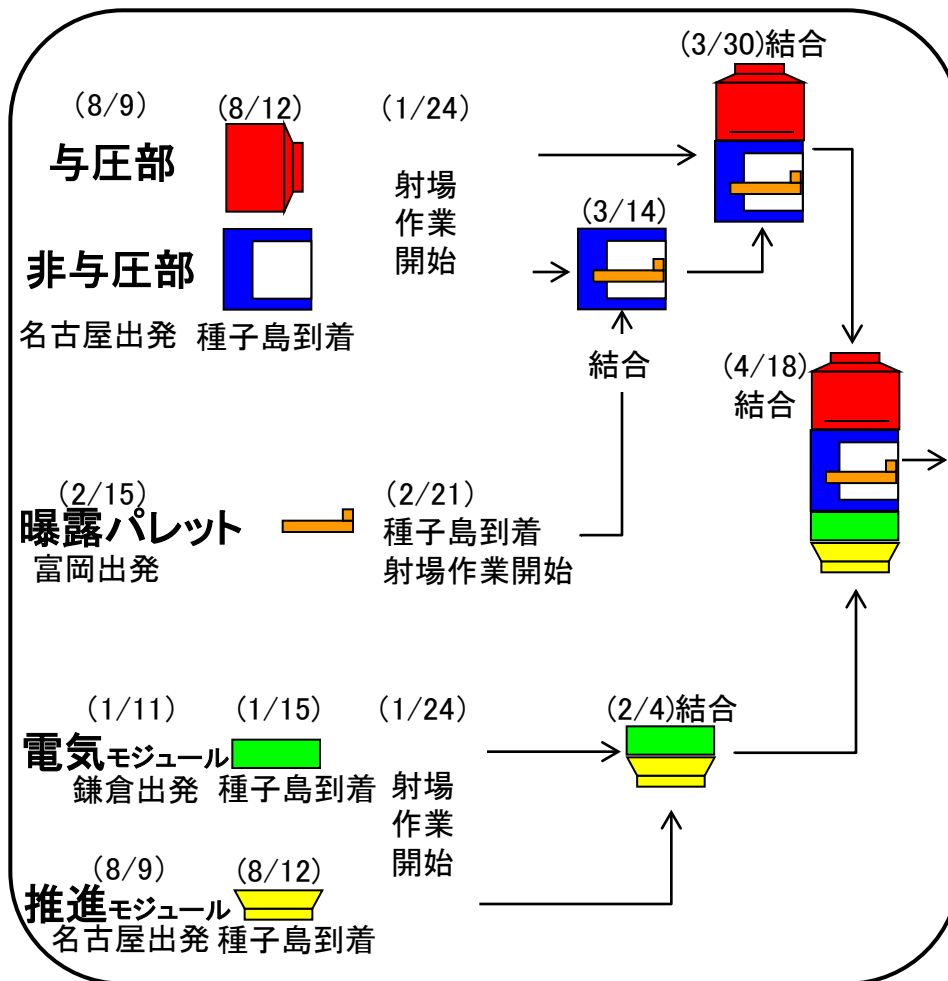 (3/30)結合
(8/9) (8/12) (1/24)
与圧部
射場
作業
開始
(3/14)
非与圧部
名古屋出発 種子島到着
結合
(4/18)
結合
(2/15)
曝露パレット
富岡出発
(2/21)
種子島到着
射場作業開始
(1/11) (1/15) (1/24) (2/4)結合
電気モジュール
鎌倉出発 種子島到着
射場
作業
開始
(8/9) (8/12)
推進モジュール
名古屋出発 種子島到着